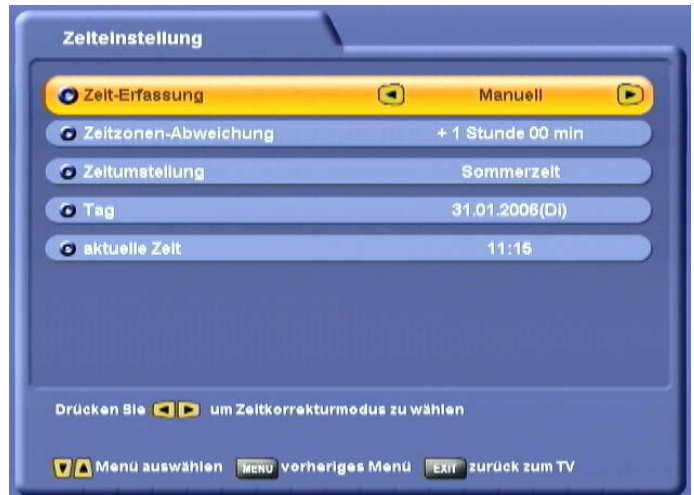 Zeiteinstellung
Zeit-Erfassung Manuell
Zeitzonen-Abweichung + 1 Stunde 00 min
Zeitumstellung Sommerzeit
Tag 31.01.2006(Di)
aktuelle Zeit 11:15
Drücken Sie um Zeitkorrekturmodus zu wählen
Menü auswählen MENU vorheriges Menü EXIT zurück zum TV